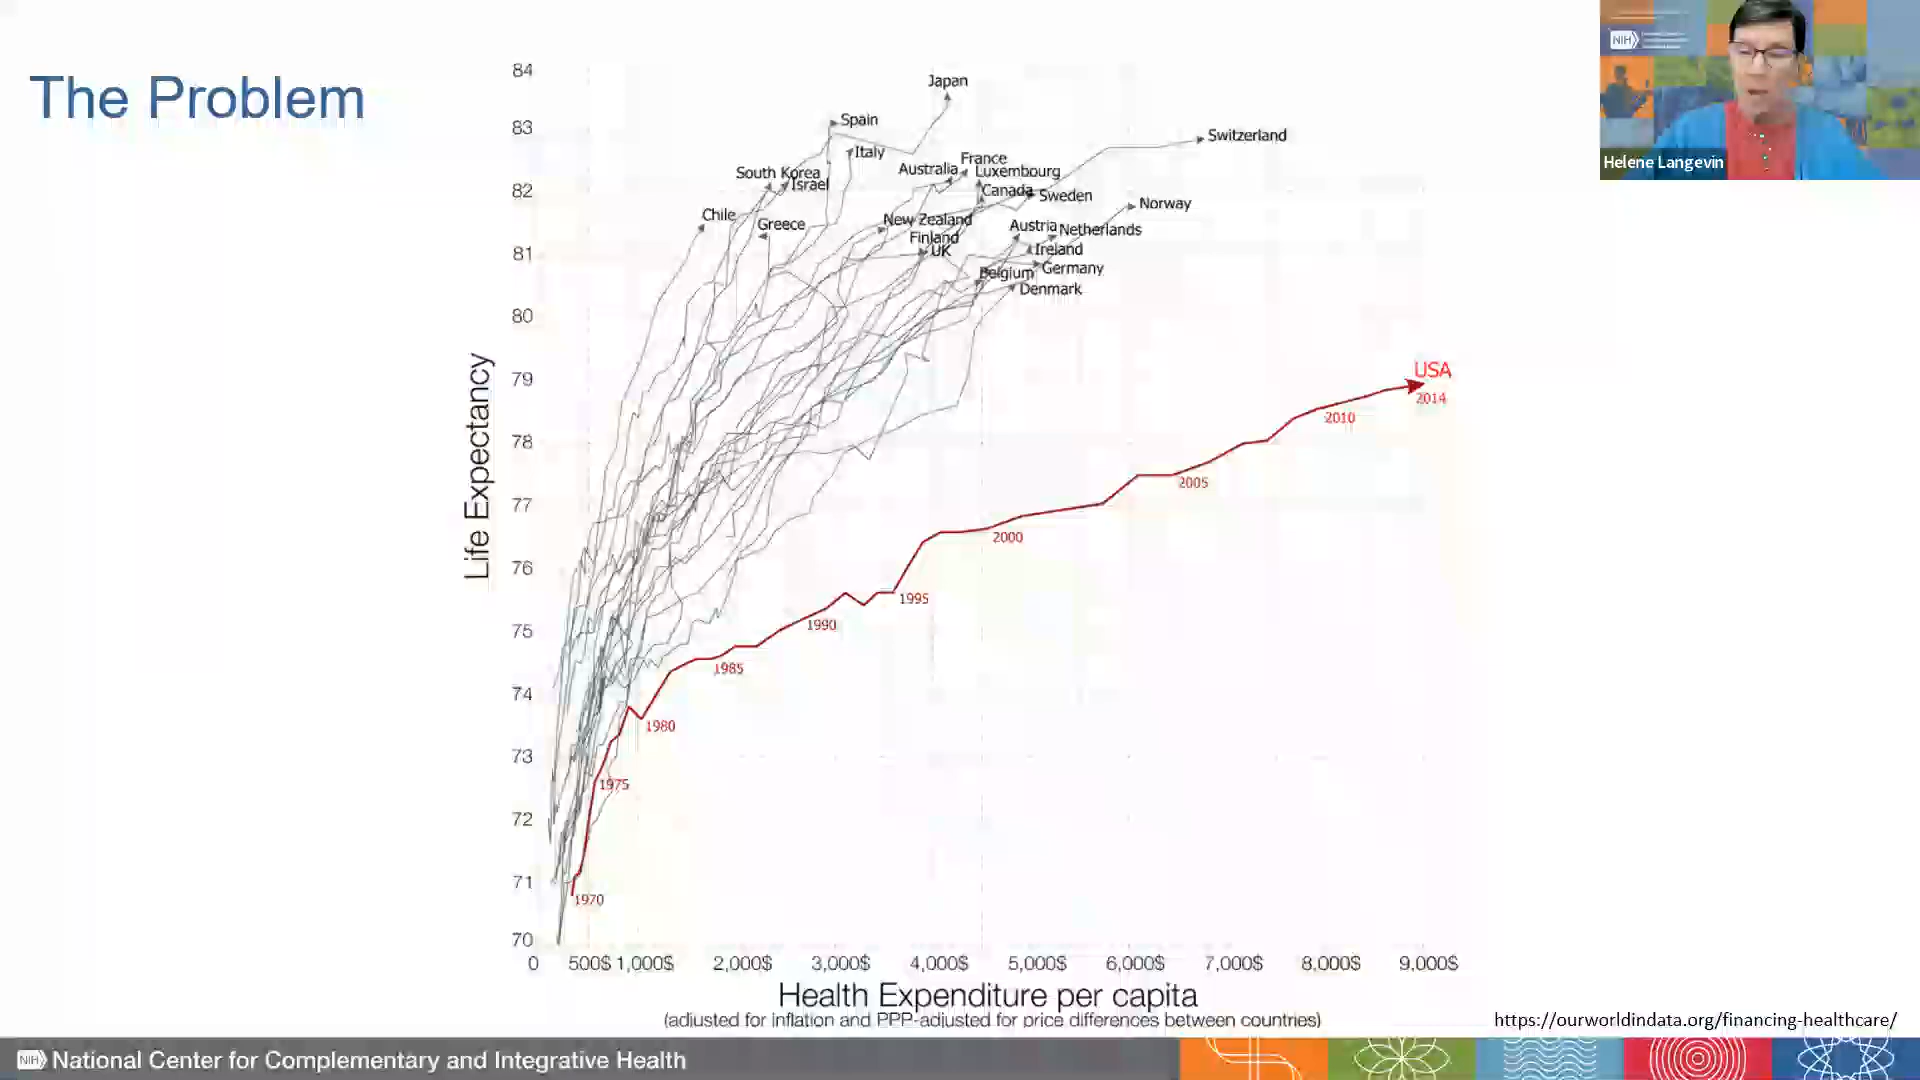 The Problem
84
83
82
81
80
79
78
77
76
75
74
73
72
71
70
Life Expectancy
Japan
Spain
Switzerland
Italy
France
Australia
Luxembourg
South Korea
Israel
Canada
Sweden
Norway
Chile
Greece
New Zealand
Austria
Netherlands
Finland
UK
Ireland
Belgium
Germany
Denmark
USA
2014
2010
2005
2000
1995
1990
1985
1980
1975
1970
0 500$ 1,000$ 2,000$ 3,000$ 4,000$ 5,000$ 6,000$ 7,000$ 8,000$ 9,000$
Health Expenditure per capita
(adjusted for inflation and PPP-adjusted for price differences between countries)
https://ourworldindata.org/financing-healthcare/
NIH National Center for Complementary and Integrative Health
NIH
Helene Langevin